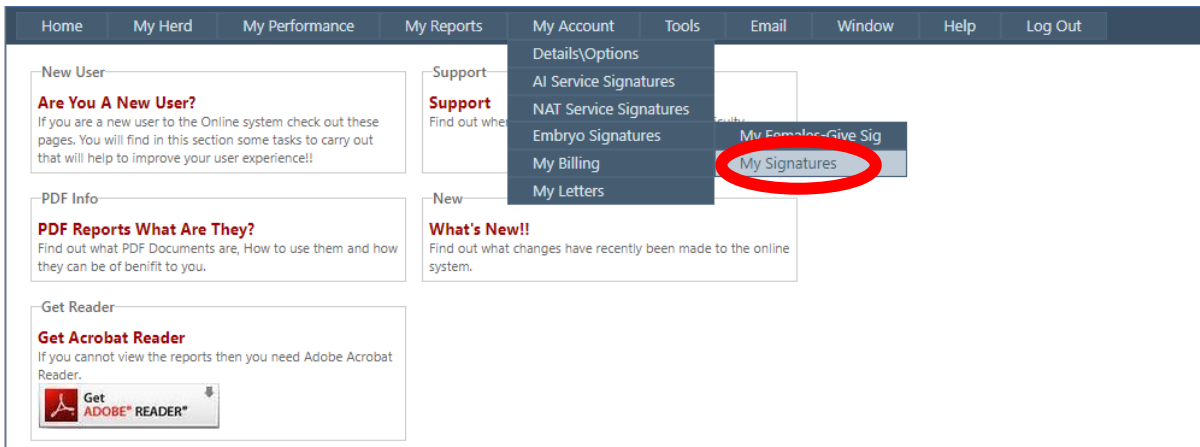 Home My Herd My Performance My Reports My Account Tools Email Window Help Log Out
Details\Options
AI Service Signatures
NAT Service Signatures
Embryo Signatures
My Billing
My Letters
My Females-Give Sig
My Signatures
New User
Are You A New User?
If you are a new user to the Online system check out these
pages. You will find in this section some tasks to carry out
that will help to improve your user experience!!
Support
Support
Find out
PDF Info
PDF Reports What Are They?
Find out what PDF Documents are, How to use them and how
they can be of benifit to you.
New
What's New!!
Find out what changes have recently been made to the online
system.
Get Reader
Get Acrobat Reader
If you cannot view the reports then you need Adobe Acrobat
Reader.
Get
ADOBE® READER®